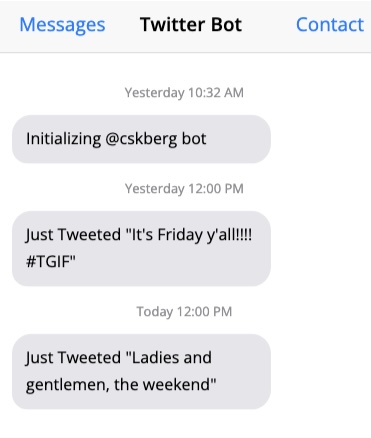 Messages Twitter Bot Contact
Yesterday 10:32 AM
Initializing @cskberg bot
Yesterday 12:00 PM
Just Tweeted "It's Friday y'all!!!!
#TGIF"
Today 12:00 PM
Just Tweeted "Ladies and
gentlemen, the weekend"